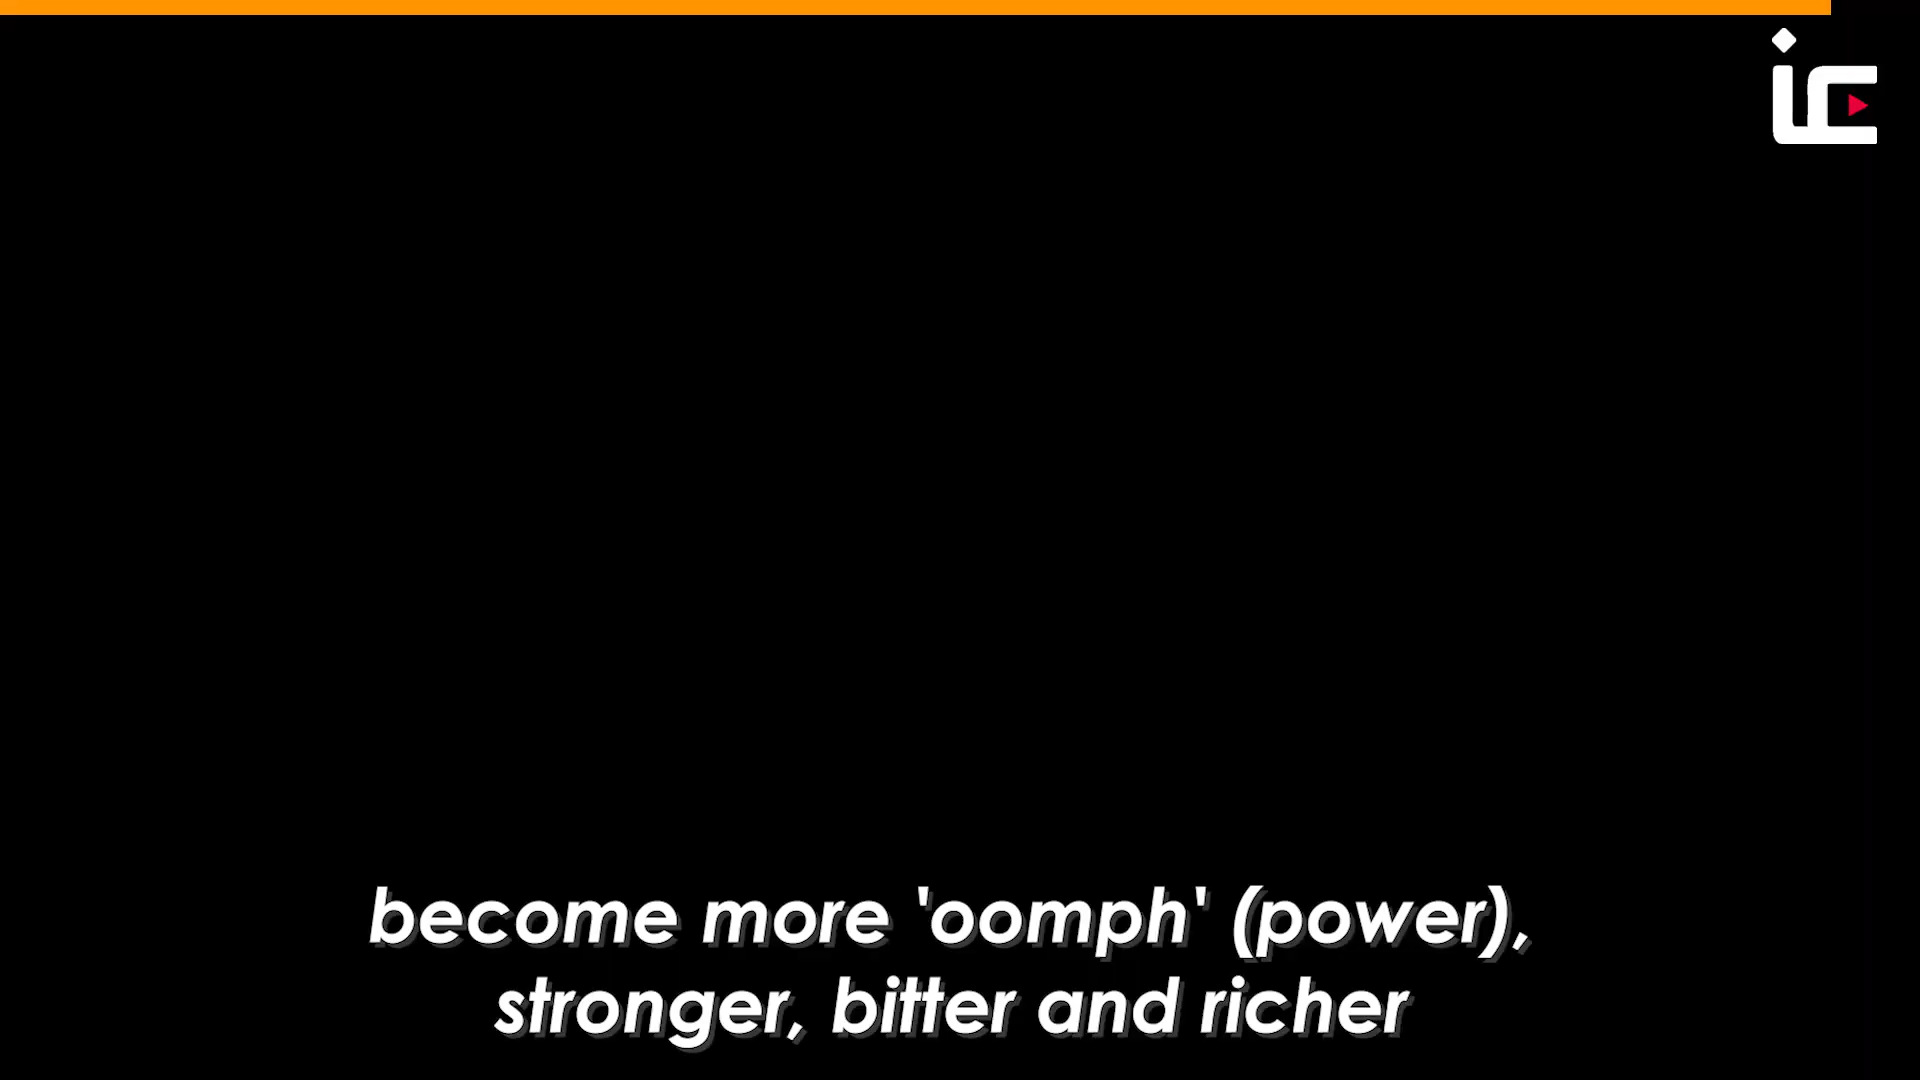 become more 'oomph' (power),
stronger, bitter and richer